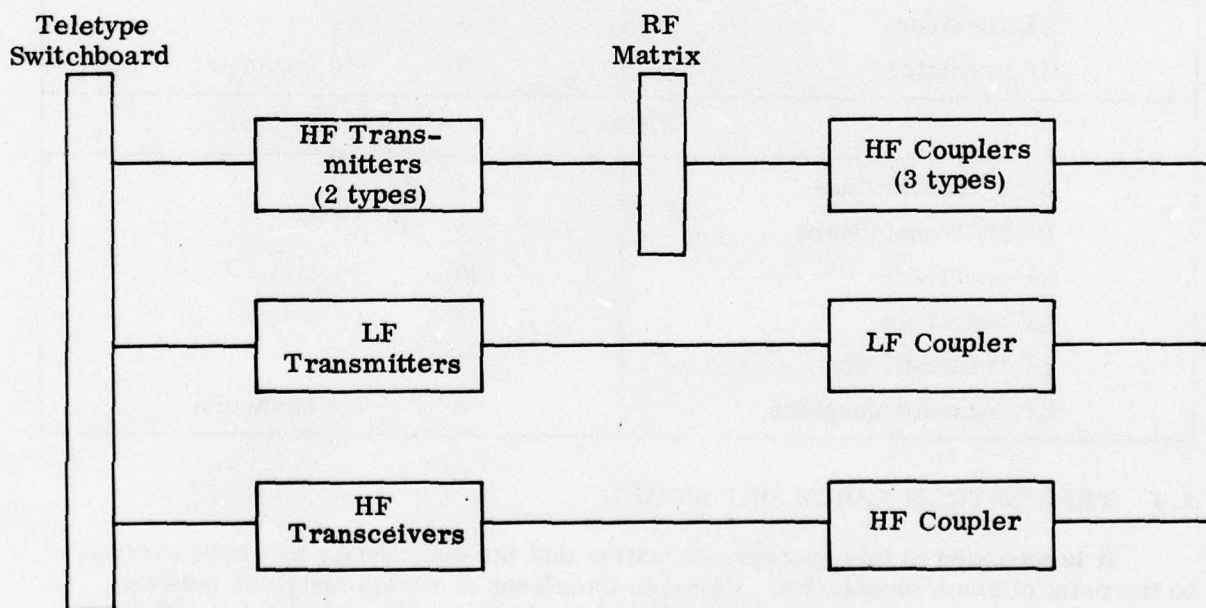 Teletype
Switchboard
RF
Matrix
HF Trans-
mitters
(2 types)
HF Couplers
(3 types)
LF
Transmitters
LF Coupler
HF
Transceivers
HF Coupler